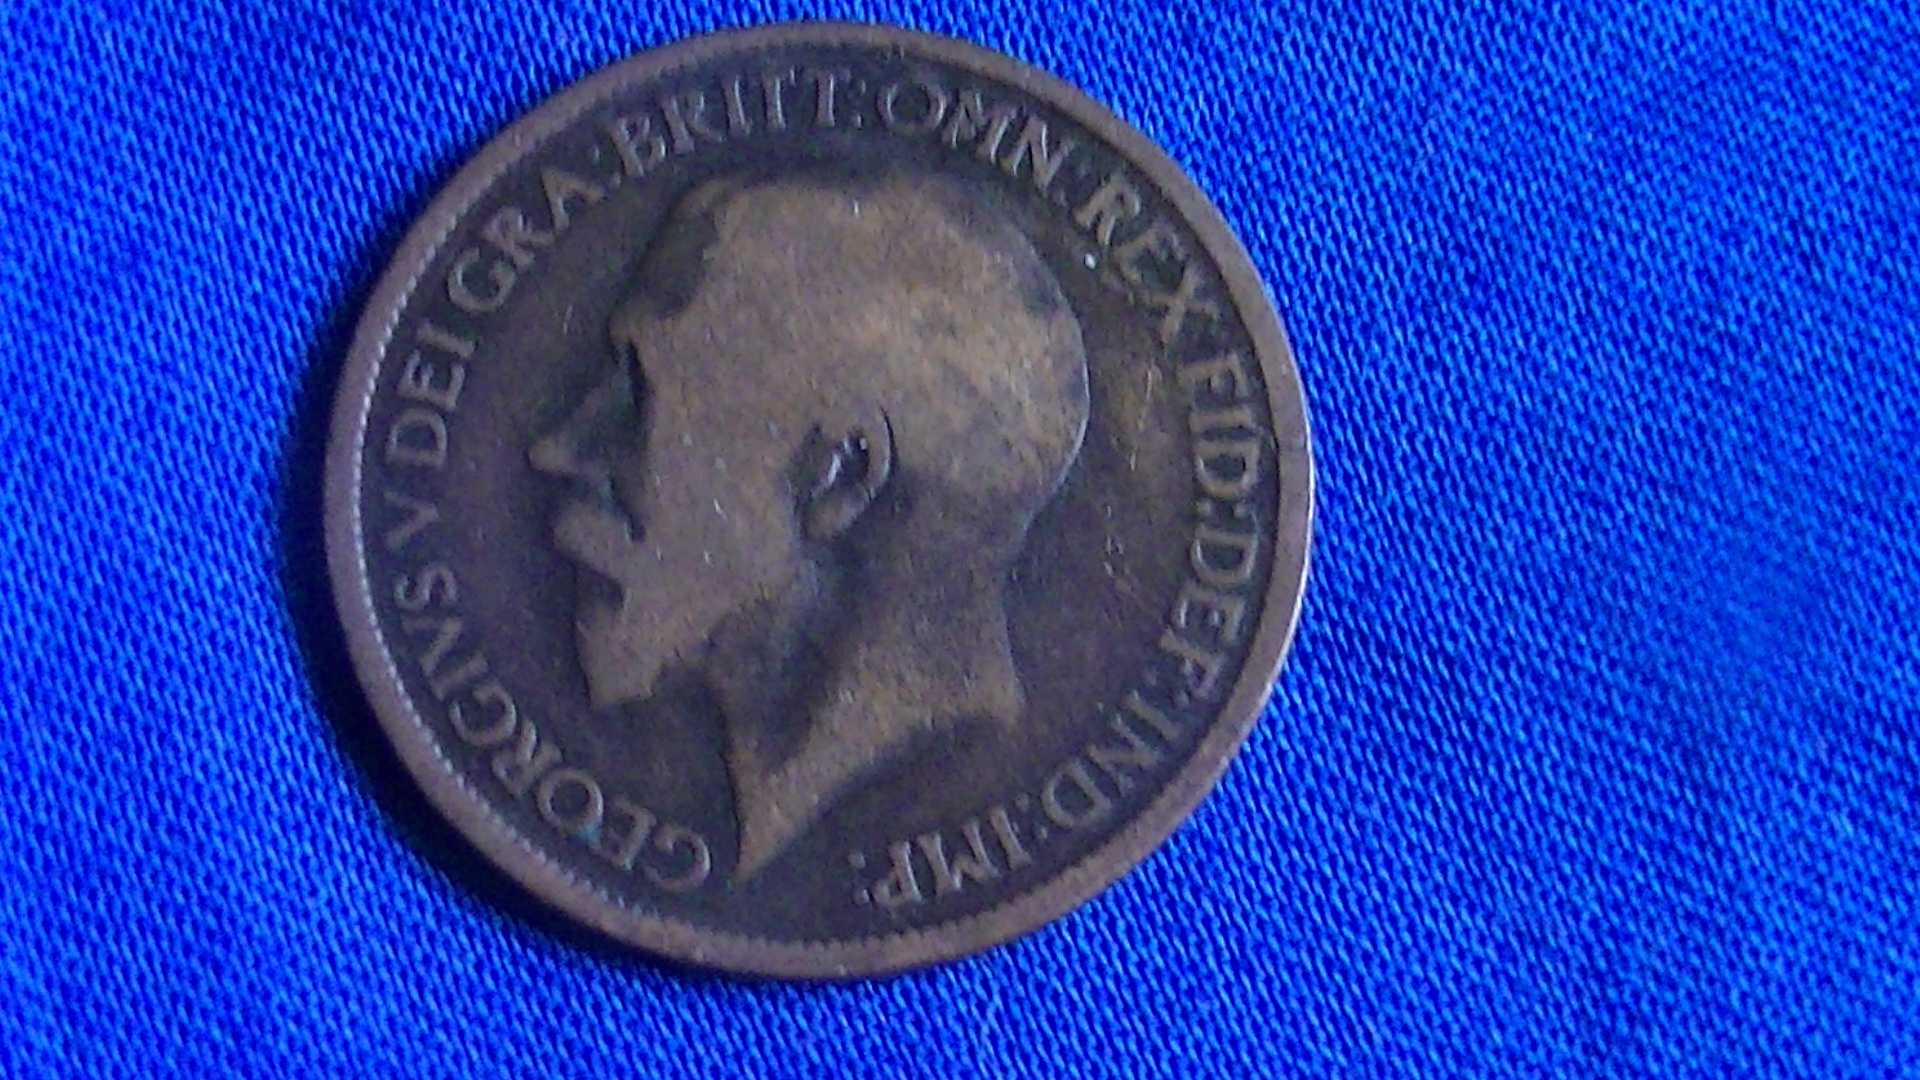 GEORGIVS V DEI GRA: BRITT: OMN: REX FID: DEF: IND: IMP: